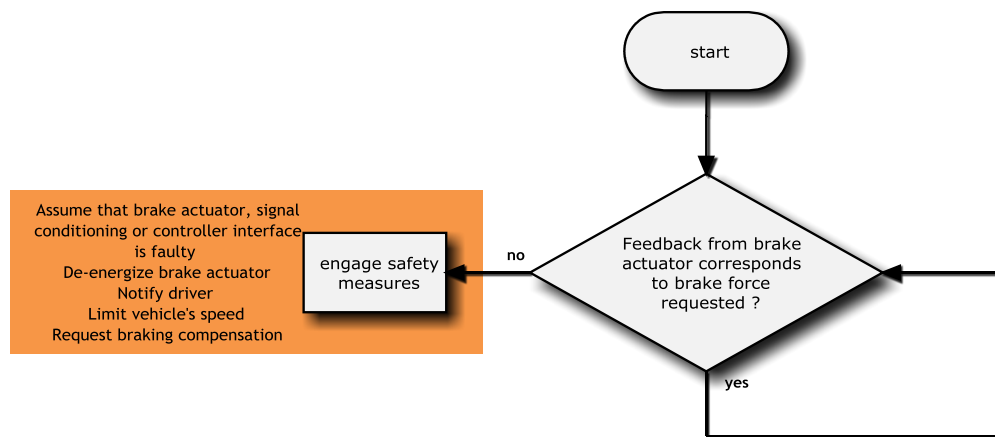 start
Feedback from brake
actuator corresponds
to brake force
requested ?
no
yes
engage safety
measures
Assume that brake actuator, signal
conditioning or controller interface
is faulty
De-energize brake actuator
Notify driver
Limit vehicle's speed
Request braking compensation